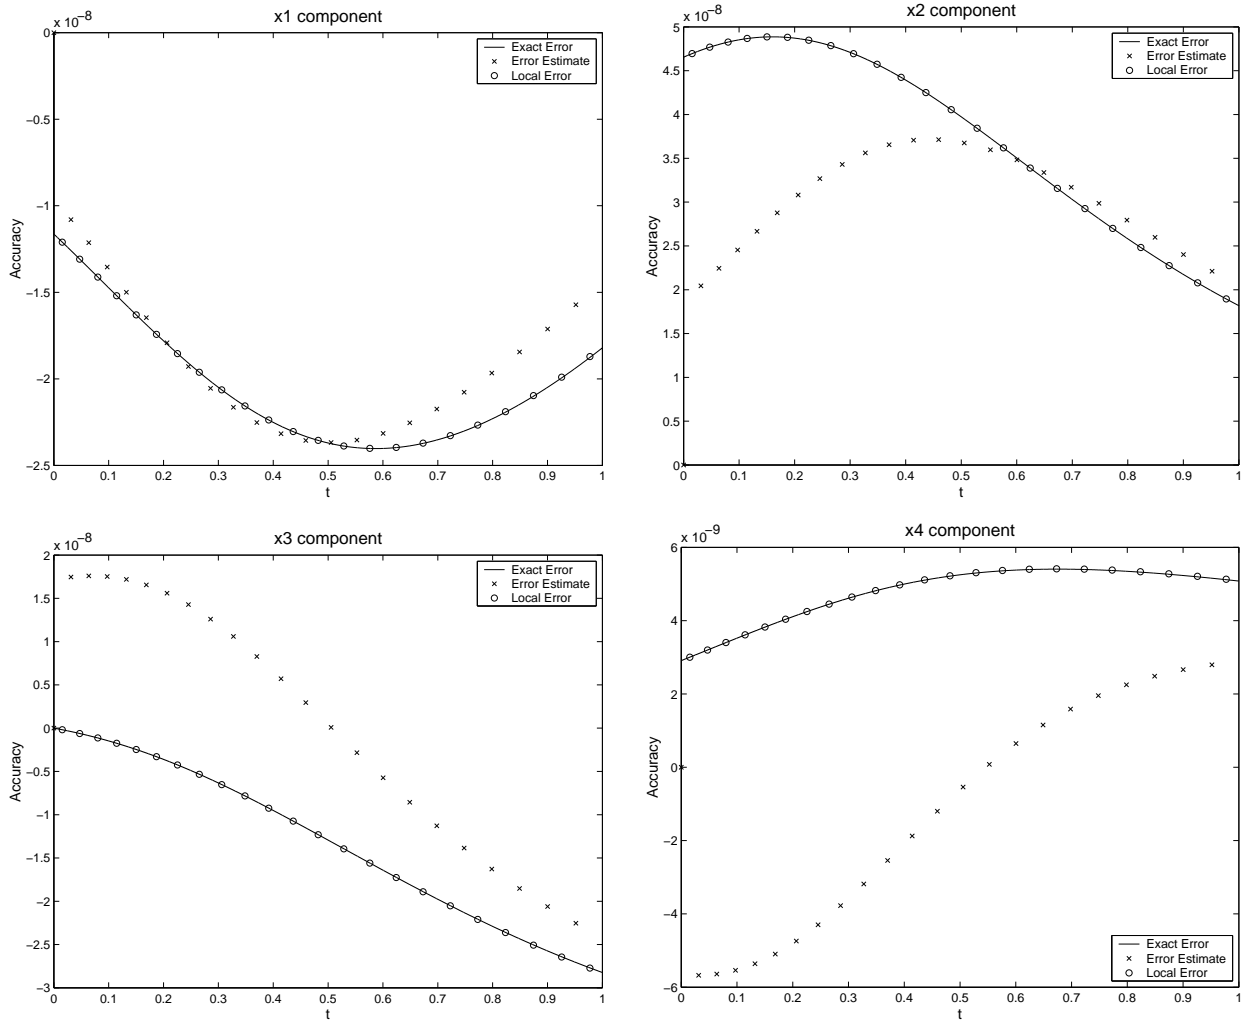 x1 component
x 10⁻⁸
0
−0.5
−1
−1.5
−2
−2.5
Accuracy
0 0.1 0.2 0.3 0.4 0.5 0.6 0.7 0.8 0.9 1
t
Exact Error
Error Estimate
Local Error
x2 component
x 10⁻⁸
5
4.5
4
3.5
3
2.5
2
1.5
1
0.5
0
Accuracy
0 0.1 0.2 0.3 0.4 0.5 0.6 0.7 0.8 0.9 1
t
Exact Error
Error Estimate
Local Error
x3 component
x 10⁻⁸
2
1.5
1
0.5
0
−0.5
−1
−1.5
−2
−2.5
−3
Accuracy
0 0.1 0.2 0.3 0.4 0.5 0.6 0.7 0.8 0.9 1
t
Exact Error
Error Estimate
Local Error
x4 component
x 10⁻⁹
6
4
2
0
−2
−4
−6
Accuracy
0 0.1 0.2 0.3 0.4 0.5 0.6 0.7 0.8 0.9 1
t
Exact Error
Error Estimate
Local Error